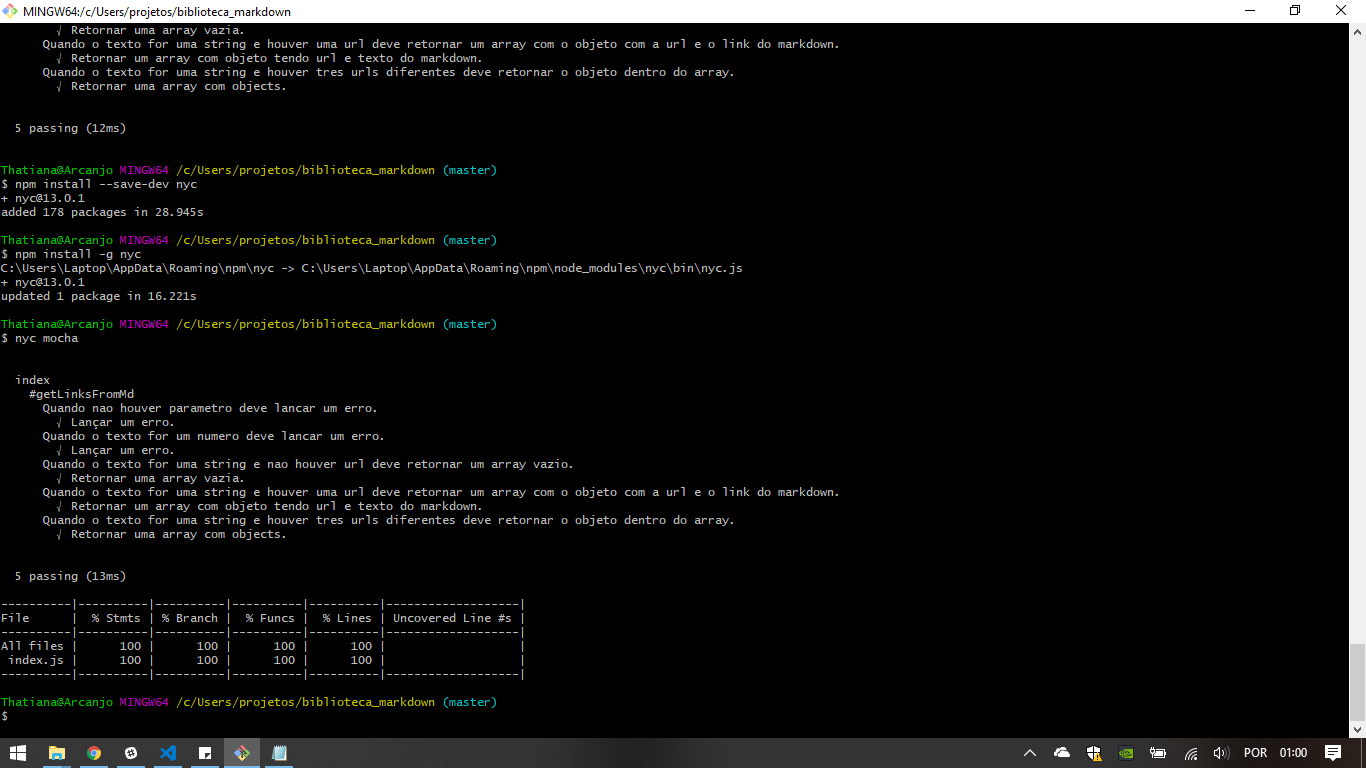 MINGW64:/c/Users/projetos/biblioteca_markdown
√ Retornar uma array vazia.
Quando o texto for uma string e houver uma url deve retornar um array com o objeto com a url e o link do markdown.
√ Retornar um array com objeto tendo url e texto do markdown.
Quando o texto for uma string e houver tres urls diferentes deve retornar o objeto dentro do array.
√ Retornar uma array com objects.
5 passing (12ms)
Thatiana@Arcanjo MINGW64 /c/Users/projetos/biblioteca_markdown (master)
$ npm install --save-dev nyc
+ nyc@13.0.1
added 178 packages in 28.945s
Thatiana@Arcanjo MINGW64 /c/Users/projetos/biblioteca_markdown (master)
$ npm install -g nyc
C:\Users\Laptop\AppData\Roaming\npm\nyc -> C:\Users\Laptop\AppData\Roaming\npm\node_modules\nyc\bin\nyc.js
+ nyc@13.0.1
updated 1 package in 16.221s
Thatiana@Arcanjo MINGW64 /c/Users/projetos/biblioteca_markdown (master)
$ nyc mocha
index
#getLinksFromMd
Quando nao houver parametro deve lancar um erro.
√ Lançar um erro.
Quando o texto for um numero deve lancar um erro.
√ Lançar um erro.
Quando o texto for uma string e nao houver url deve retornar um array vazio.
√ Retornar uma array vazia.
Quando o texto for uma string e houver uma url deve retornar um array com o objeto com a url e o link do markdown.
√ Retornar um array com objeto tendo url e texto do markdown.
Quando o texto for uma string e houver tres urls diferentes deve retornar o objeto dentro do array.
√ Retornar uma array com objects.
5 passing (13ms)
----------|----------|----------|----------|----------|-------------------|
File      |  % Stmts | % Branch |  % Funcs |  % Lines | Uncovered Line #s |
----------|----------|----------|----------|----------|-------------------|
All files |      100 |      100 |      100 |      100 |                   |
 index.js |      100 |      100 |      100 |      100 |                   |
----------|----------|----------|----------|----------|-------------------|
Thatiana@Arcanjo MINGW64 /c/Users/projetos/biblioteca_markdown (master)
$
POR 01:00